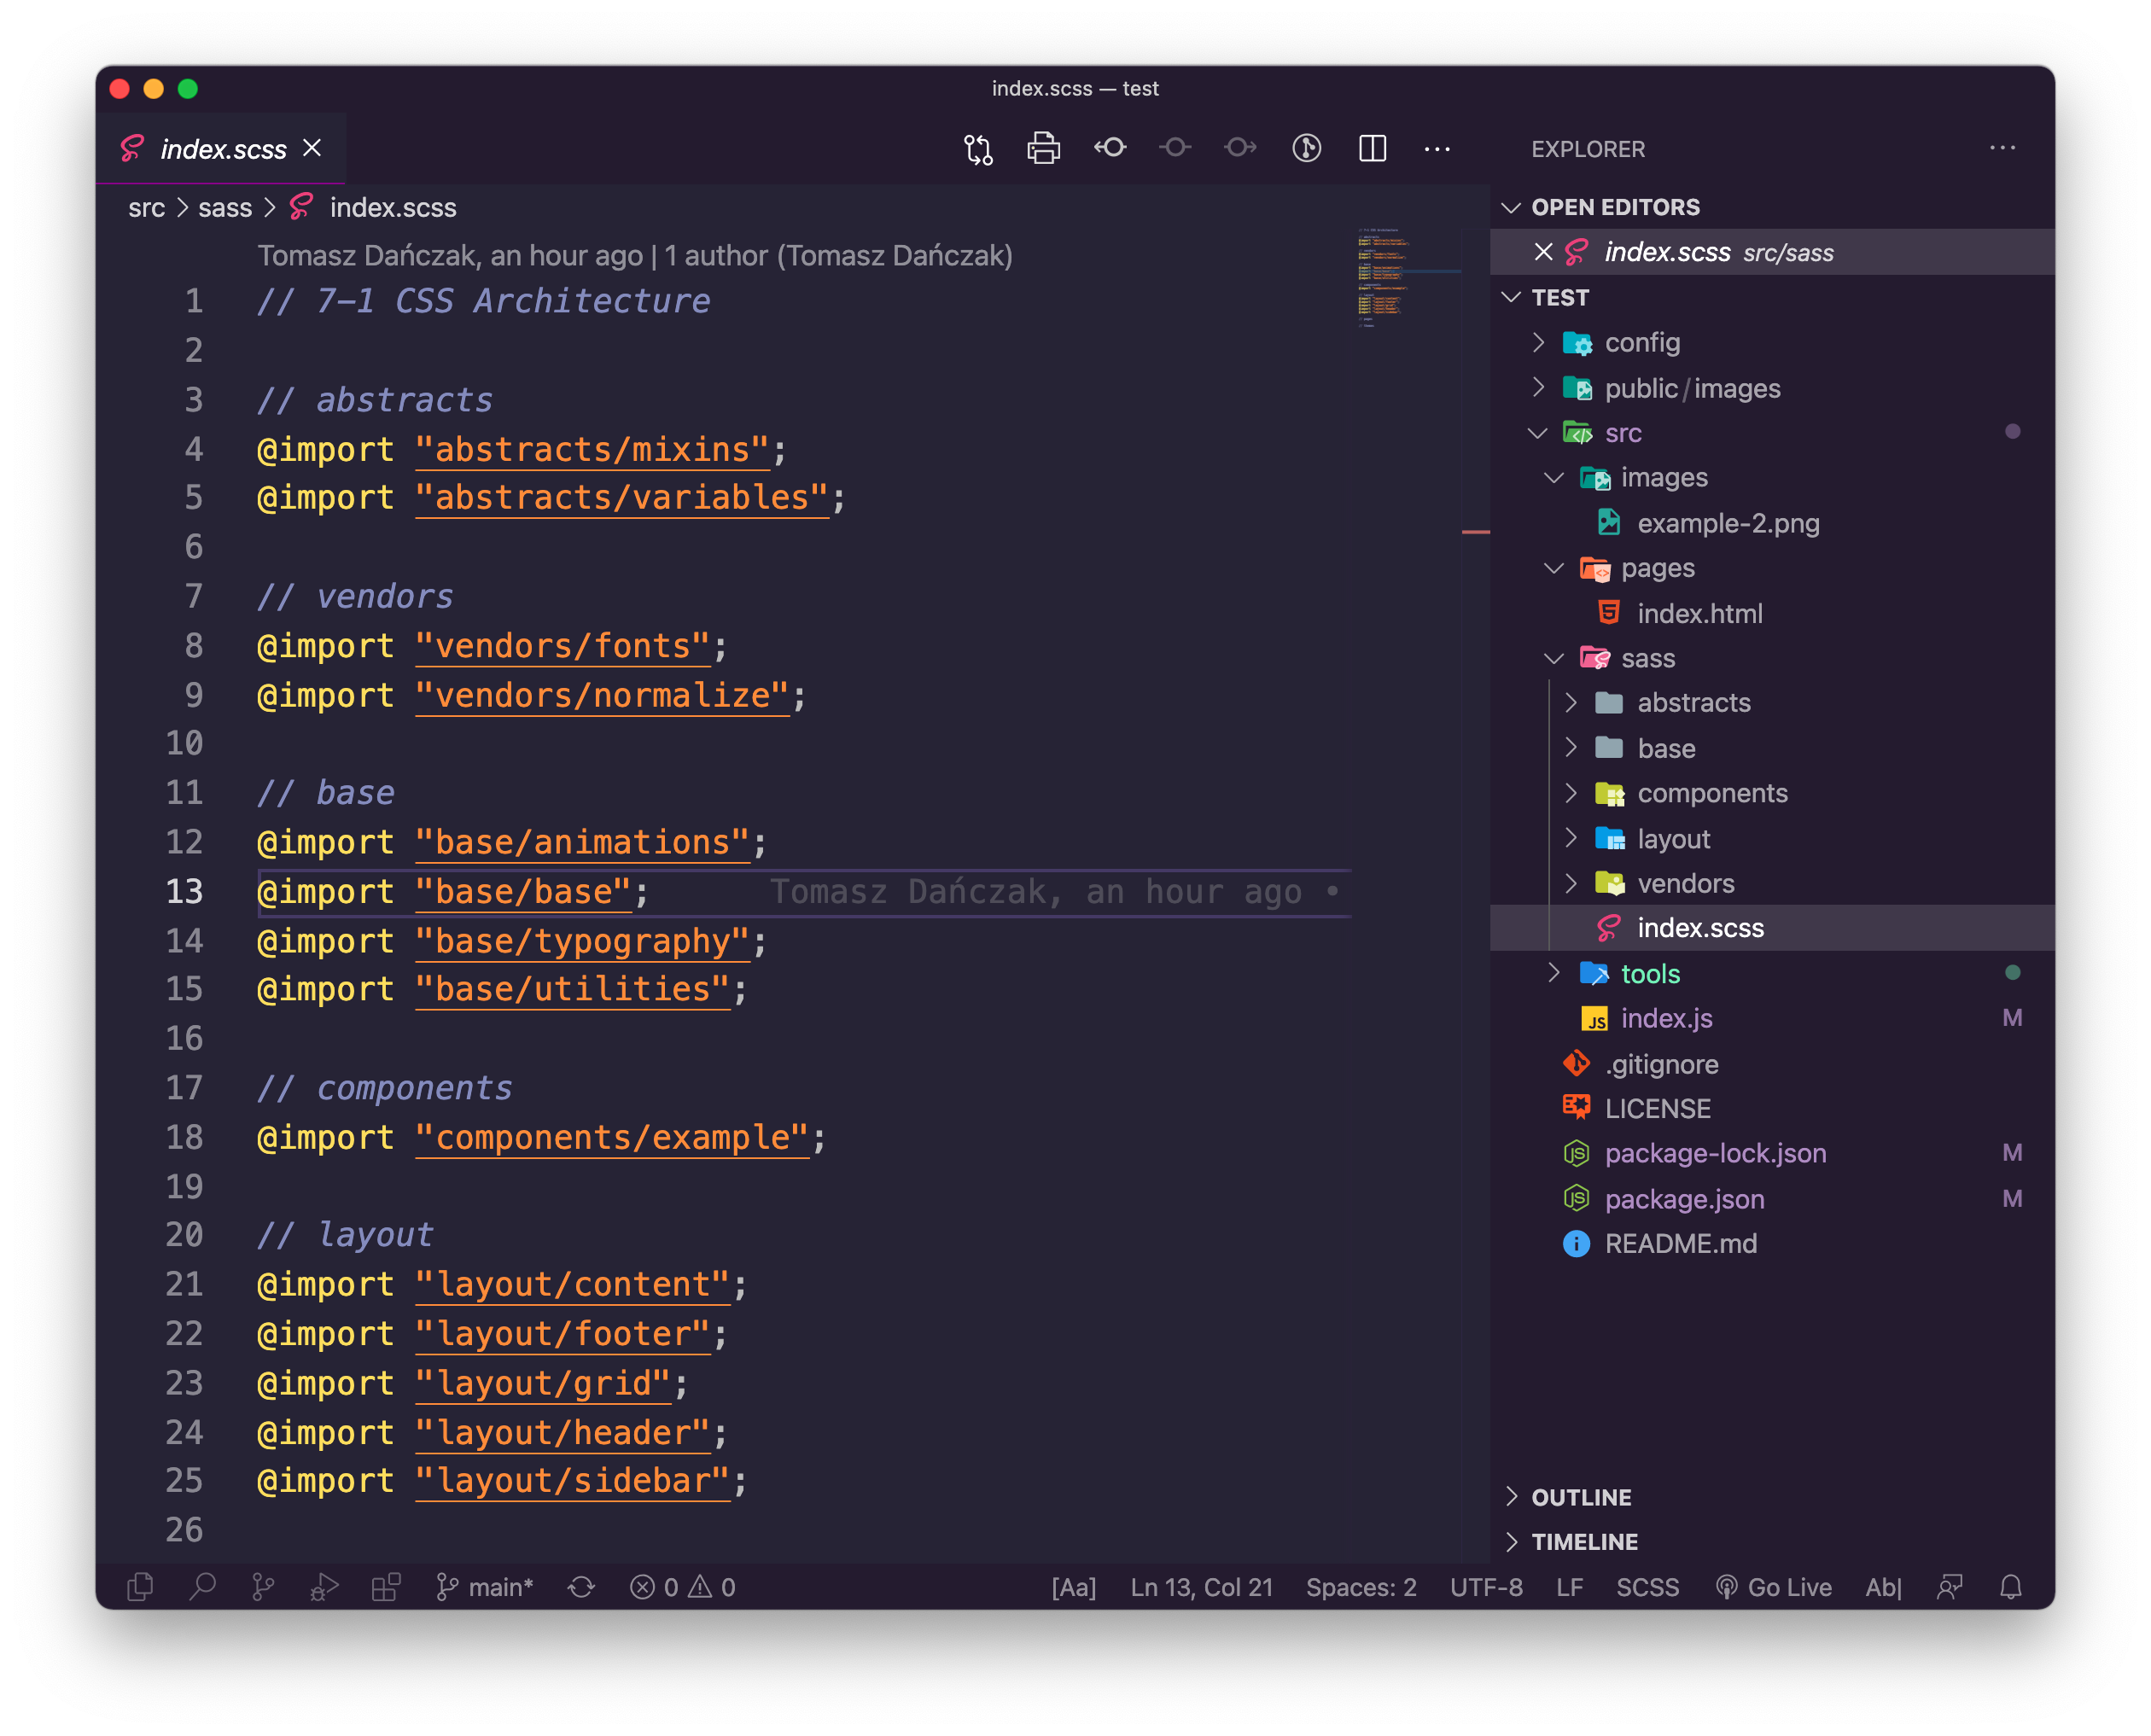 index.scss — test
index.scss
src > sass > index.scss
Tomasz Dańczak, an hour ago | 1 author (Tomasz Dańczak)
1 // 7-1 CSS Architecture
2
3 // abstracts
4 @import "abstracts/mixins";
5 @import "abstracts/variables";
6
7 // vendors
8 @import "vendors/fonts";
9 @import "vendors/normalize";
10
11 // base
12 @import "base/animations";
13 @import "base/base"; Tomasz Dańczak, an hour ago •
14 @import "base/typography";
15 @import "base/utilities";
16
17 // components
18 @import "components/example";
19
20 // layout
21 @import "layout/content";
22 @import "layout/footer";
23 @import "layout/grid";
24 @import "layout/header";
25 @import "layout/sidebar";
26
EXPLORER
OPEN EDITORS
index.scss src/sass
TEST
config
public/images
src
images
example-2.png
pages
index.html
sass
abstracts
base
components
layout
vendors
index.scss
tools
index.js M
.gitignore
LICENSE
package-lock.json M
package.json M
README.md
OUTLINE
TIMELINE
main* 0 0 [Aa] Ln 13, Col 21 Spaces: 2 UTF-8 LF SCSS Go Live Ab|